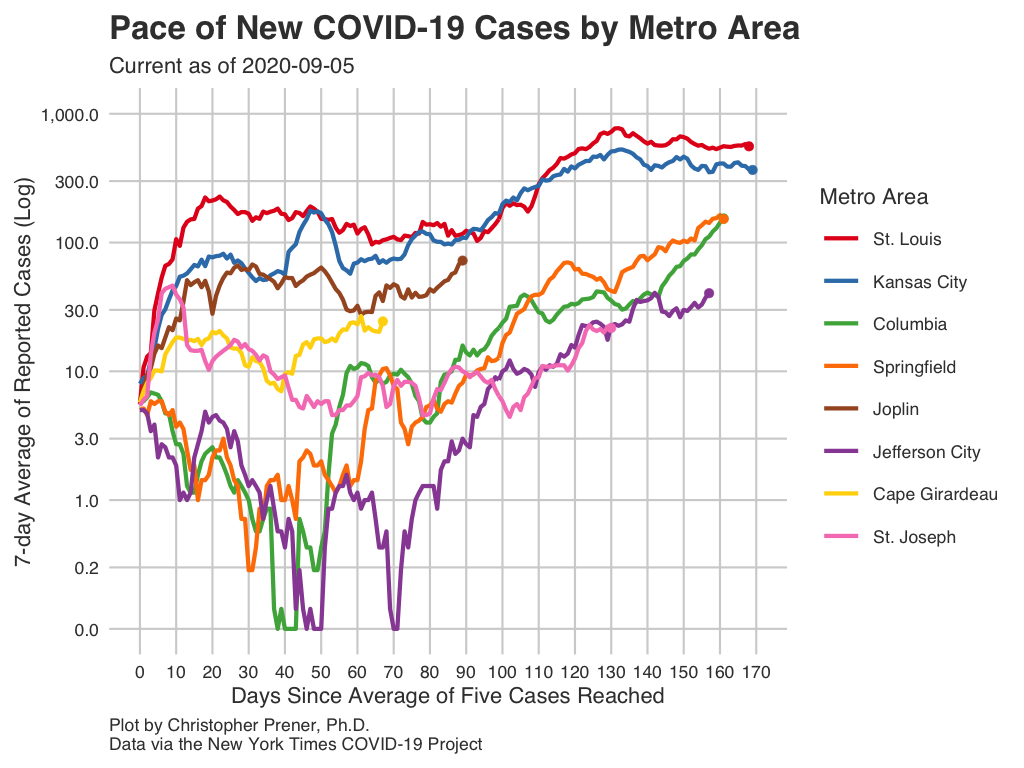 Pace of New COVID-19 Cases by Metro Area
Current as of 2020-09-05
7-day Average of Reported Cases (Log)
1,000.0
300.0
100.0
30.0
10.0
3.0
1.0
0.2
0.0
0 10 20 30 40 50 60 70 80 90 100 110 120 130 140 150 160 170
Days Since Average of Five Cases Reached
Metro Area
St. Louis
Kansas City
Columbia
Springfield
Joplin
Jefferson City
Cape Girardeau
St. Joseph
Plot by Christopher Prener, Ph.D.
Data via the New York Times COVID-19 Project